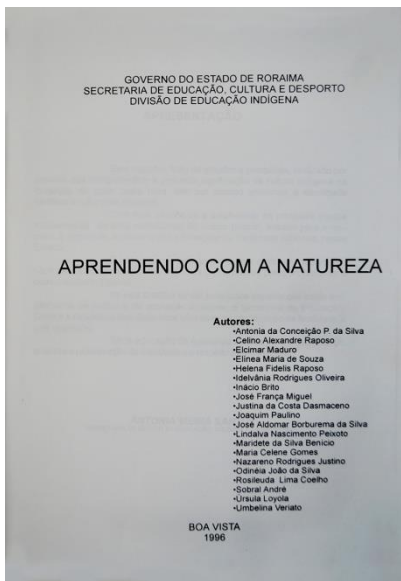 GOVERNO DO ESTADO DE RORAIMA
SECRETARIA DE EDUCAÇÃO, CULTURA E DESPORTO
DIVISÃO DE EDUCAÇÃO INDÍGENA
APRENDENDO COM A NATUREZA
Autores:
•Antonia da Conceição P. da Silva
•Celino Alexandre Raposo
•Elcimar Maduro
•Elinea Maria de Souza
•Helena Fidelis Raposo
•Idelvânia Rodrigues Oliveira
•Inácio Brito
•José França Miguel
•Justina da Costa Dasmaceno
•Joaquim Paulino
•José Aldomar Borburema da Silva
•Lindalva Nascimento Peixoto
•Maridete da Silva Benício
•Maria Celene Gomes
•Nazareno Rodrigues Justino
•Odinéia João da Silva
•Rosileuda Lima Coelho
•Sobral André
•Ursula Loyola
•Umbelina Veriato
BOA VISTA
1996